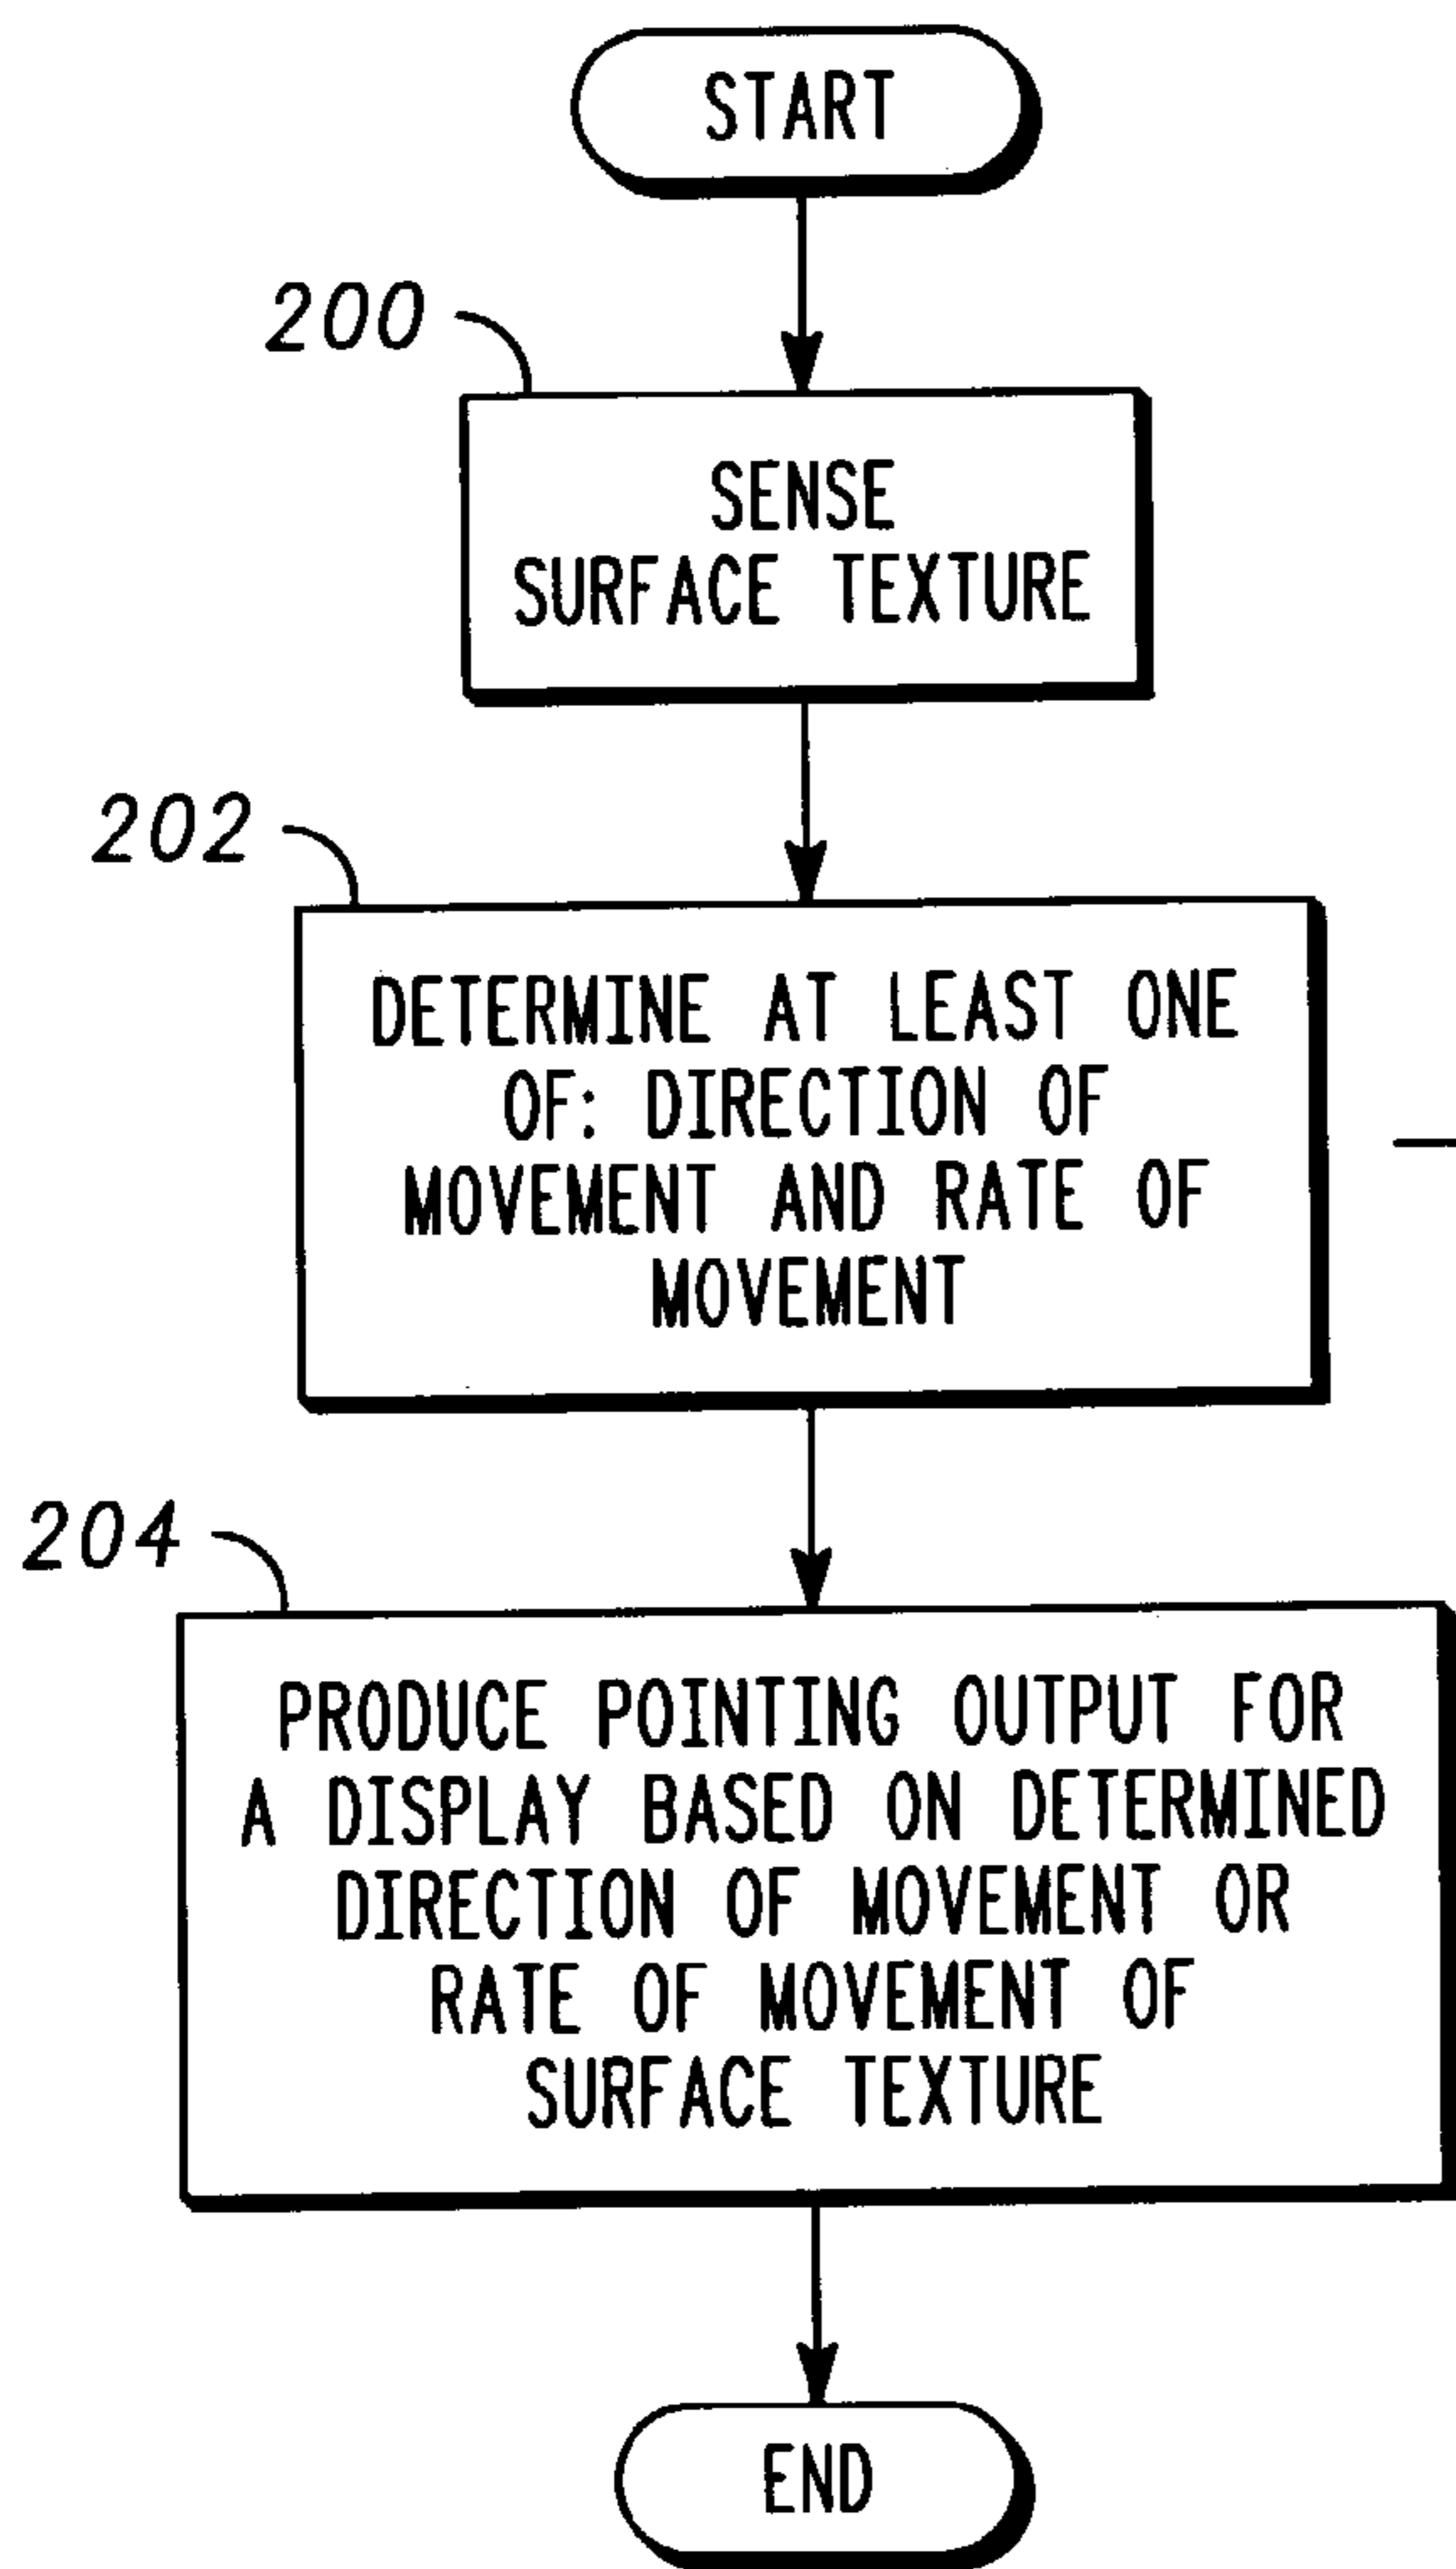 START
200
SENSE
SURFACE TEXTURE
202
DETERMINE AT LEAST ONE
OF: DIRECTION OF
MOVEMENT AND RATE OF
MOVEMENT
204
PRODUCE POINTING OUTPUT FOR
A DISPLAY BASED ON DETERMINED
DIRECTION OF MOVEMENT OR
RATE OF MOVEMENT OF
SURFACE TEXTURE
END